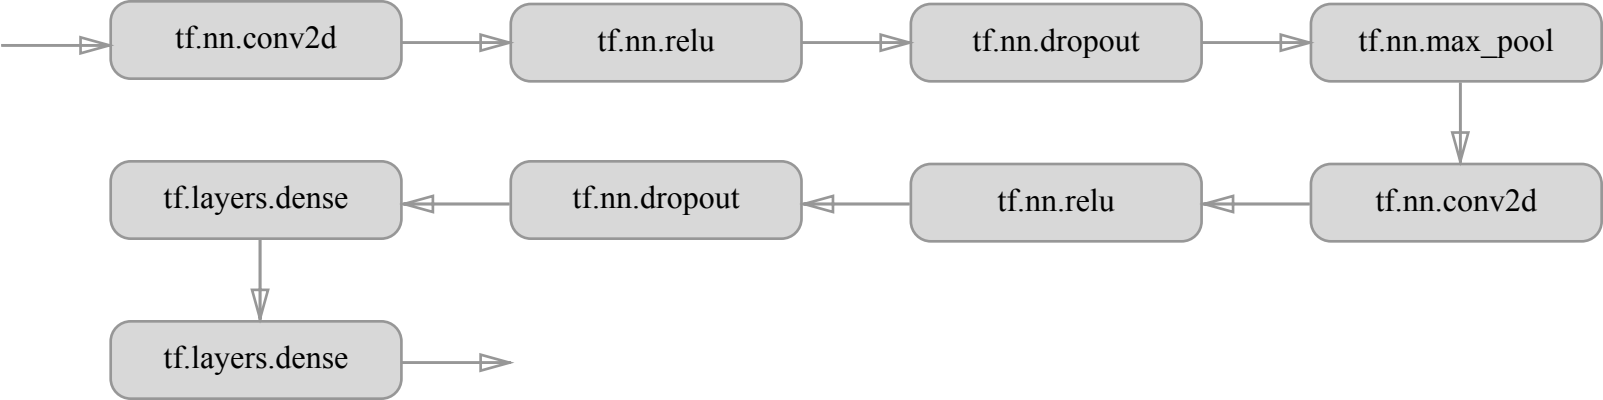 tf.nn.conv2d
tf.nn.relu
tf.nn.dropout
tf.nn.max_pool
tf.nn.conv2d
tf.nn.relu
tf.nn.dropout
tf.layers.dense
tf.layers.dense